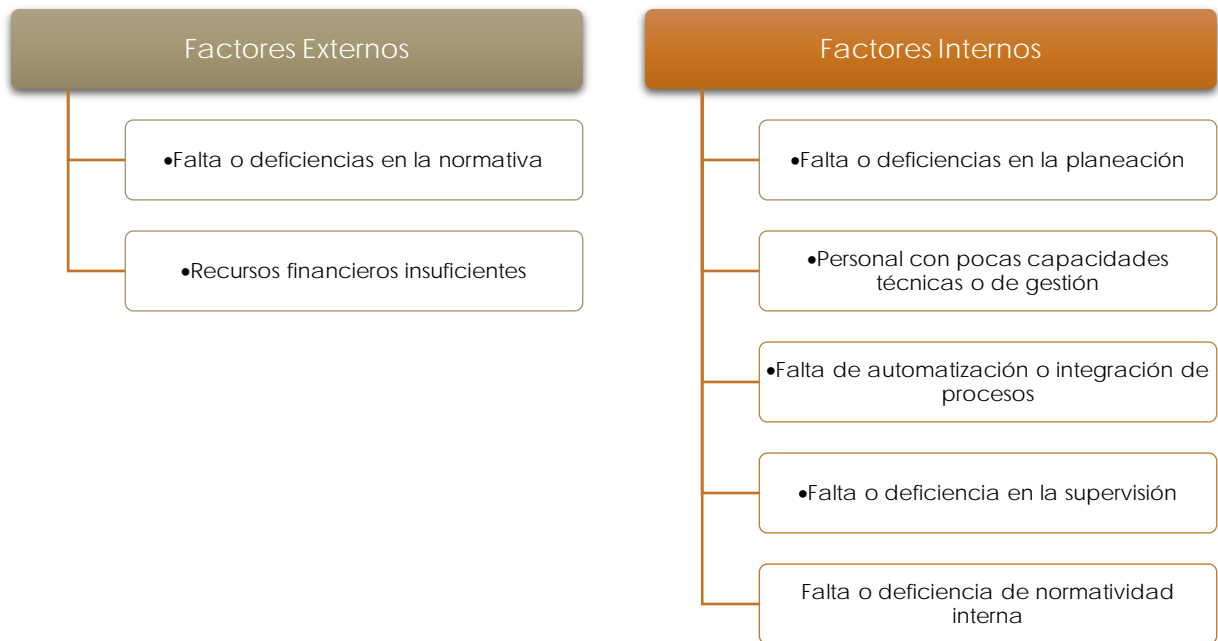 Factores Externos
•Falta o deficiencias en la normativa
•Recursos financieros insuficientes
Factores Internos
•Falta o deficiencias en la planeación
•Personal con pocas capacidades
técnicas o de gestión
•Falta de automatización o integración de
procesos
•Falta o deficiencia en la supervisión
Falta o deficiencia de normatividad
interna